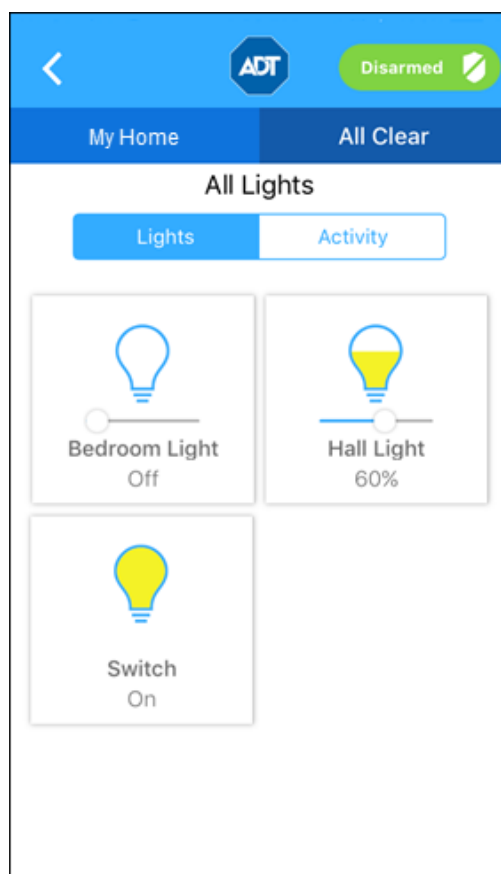 ADT
Disarmed
My Home
All Clear
All Lights
Lights
Activity
Bedroom Light
Off
Hall Light
60%
Switch
On